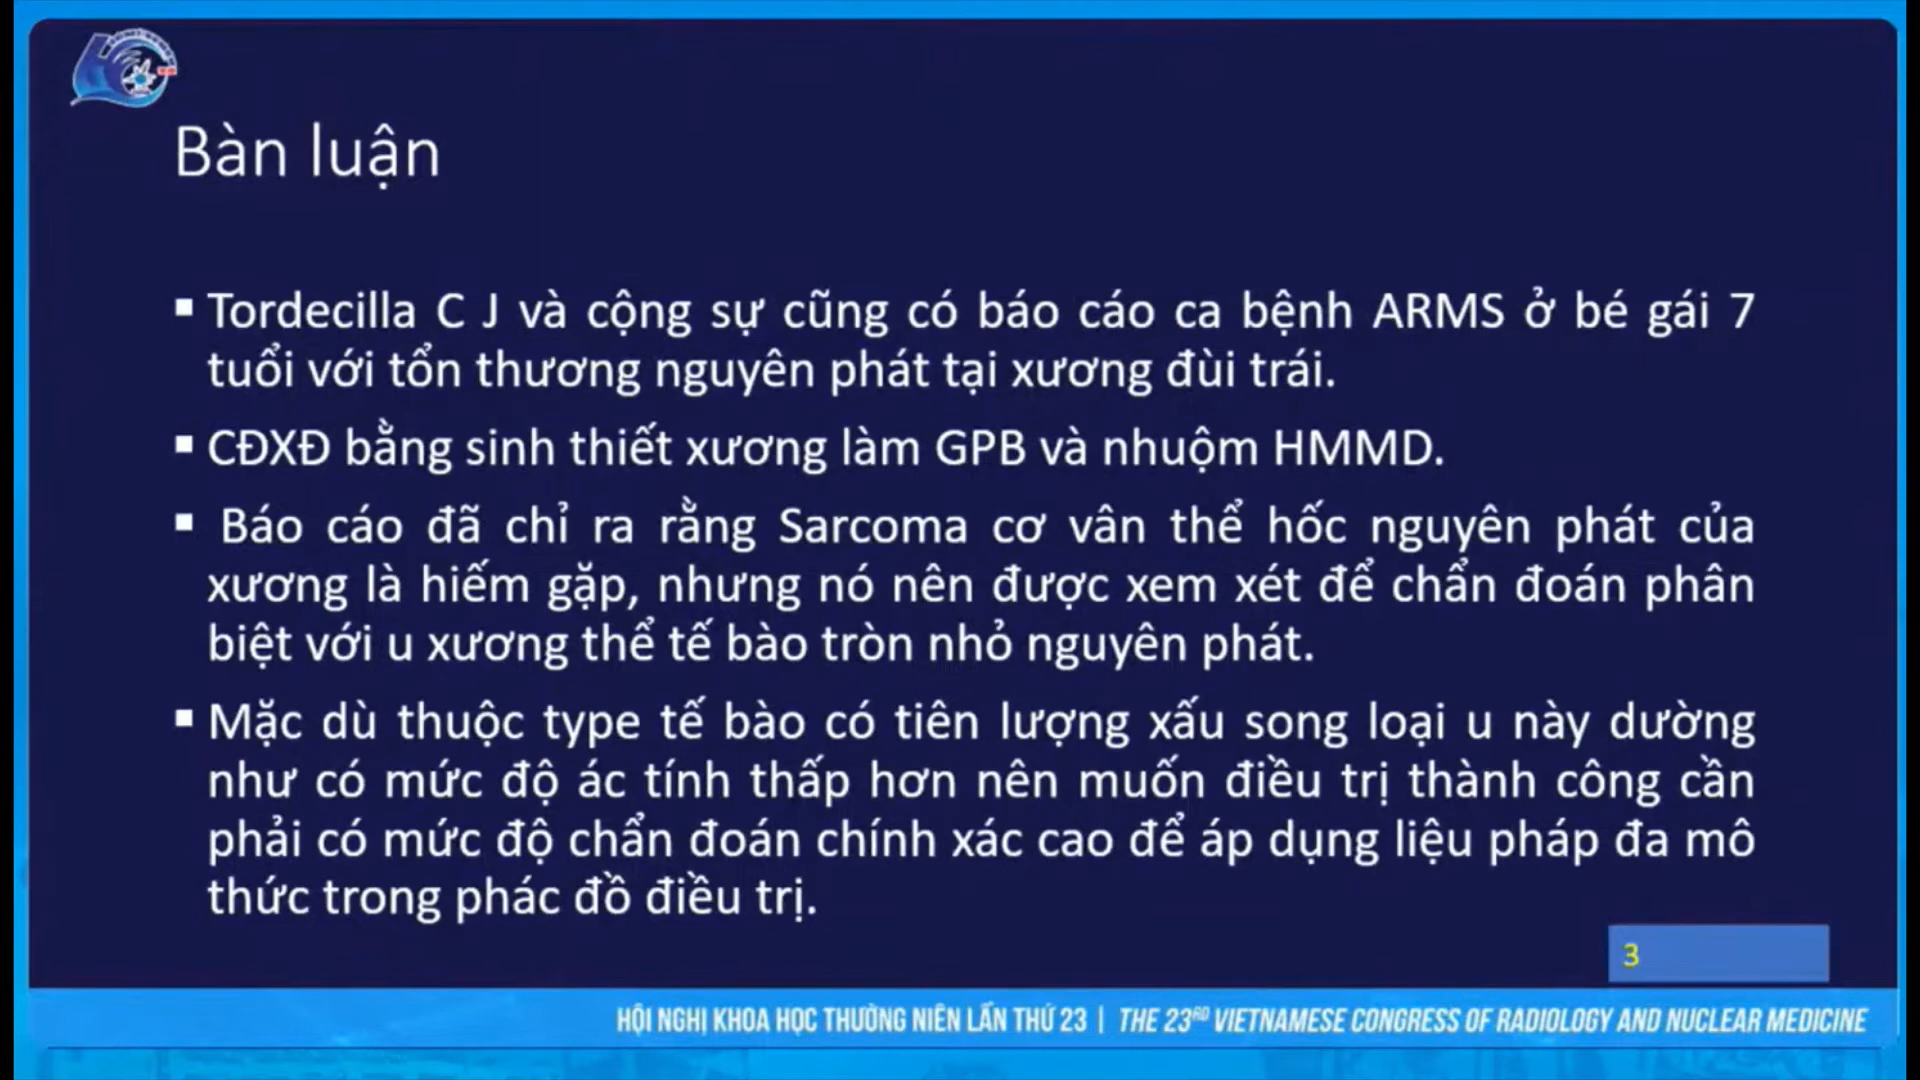 Bàn luận
▪ Tordecilla C J và cộng sự cũng có báo cáo ca bệnh ARMS ở bé gái 7
tuổi với tổn thương nguyên phát tại xương đùi trái.
▪ CĐXĐ bằng sinh thiết xương làm GPB và nhuộm HMMD.
▪ Báo cáo đã chỉ ra rằng Sarcoma cơ vân thể hốc nguyên phát của
xương là hiếm gặp, nhưng nó nên được xem xét để chẩn đoán phân
biệt với u xương thể tế bào tròn nhỏ nguyên phát.
▪ Mặc dù thuộc type tế bào có tiên lượng xấu song loại u này dường
như có mức độ ác tính thấp hơn nên muốn điều trị thành công cần
phải có mức độ chẩn đoán chính xác cao để áp dụng liệu pháp đa mô
thức trong phác đồ điều trị.
3
HỘI NGHỊ KHOA HỌC THƯỜNG NIÊN LẦN THỨ 23 | THE 23RD VIETNAMESE CONGRESS OF RADIOLOGY AND NUCLEAR MEDICINE